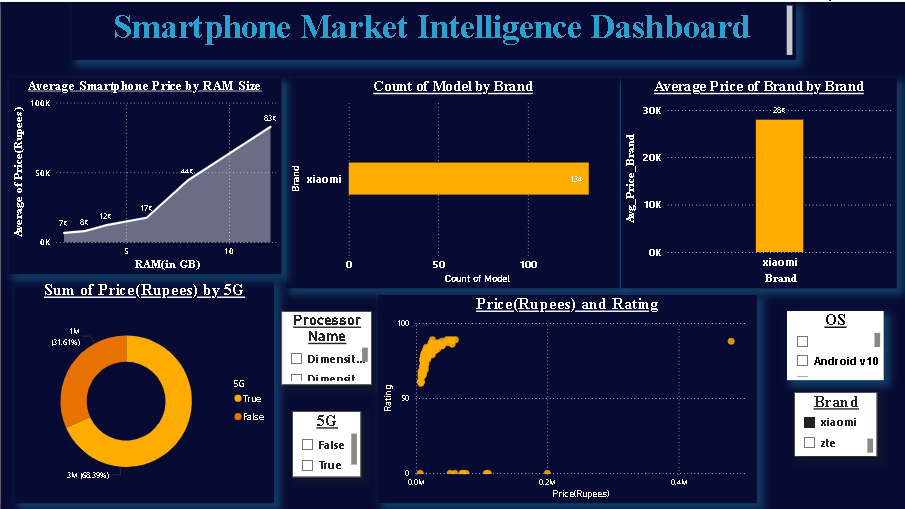 Smartphone Market Intelligence Dashboard
Average Smartphone Price by RAM Size
Average of Price(Rupees)
100K
50K
0K
7K
8K
12K
17K
44K
83K
5
10
RAM(in GB)
Count of Model by Brand
Brand
xiaomi
134
0
50
100
Count of Model
Average Price of Brand by Brand
Avg_Price_Brand
30K
20K
10K
0K
28K
xiaomi
Brand
Sum of Price(Rupees) by 5G
1M
(31.61%)
3M (68.39%)
5G
True
False
Processor
Name
Dimensit...
Dimensit
5G
False
True
Price(Rupees) and Rating
Rating
100
50
0
0.0M
0.2M
0.4M
Price(Rupees)
OS
Android v10
Brand
xiaomi
zte